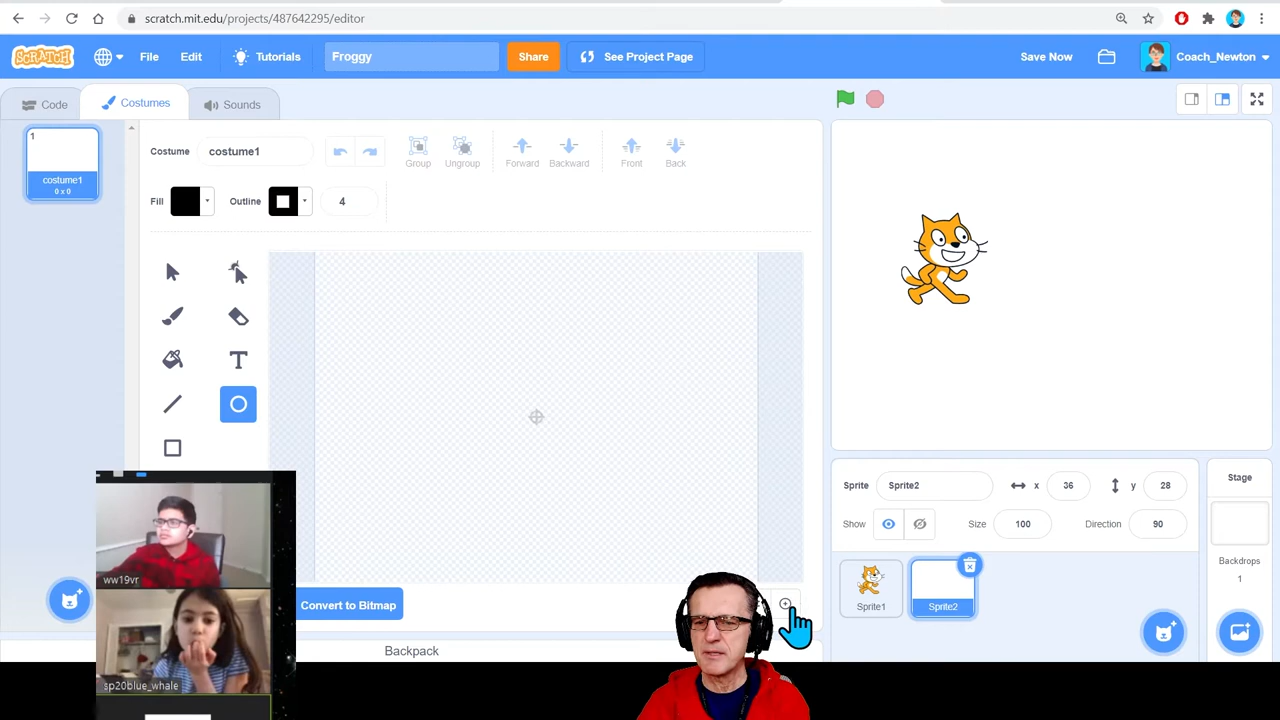 scratch.mit.edu/projects/487642295/editor
SCRATCH
File
Edit
Tutorials
Froggy
Share
See Project Page
Save Now
Coach_Newton
Code
Costumes
Sounds
1
costume1
0 x 0
Costume
costume1
Group
Ungroup
Forward
Backward
Front
Back
Fill
Outline
4
Convert to Bitmap
Backpack
ww19vr
sp20blue_whale
Sprite
Sprite2
x
36
y
28
Show
Size
100
Direction
90
Sprite1
Sprite2
Stage
Backdrops
1